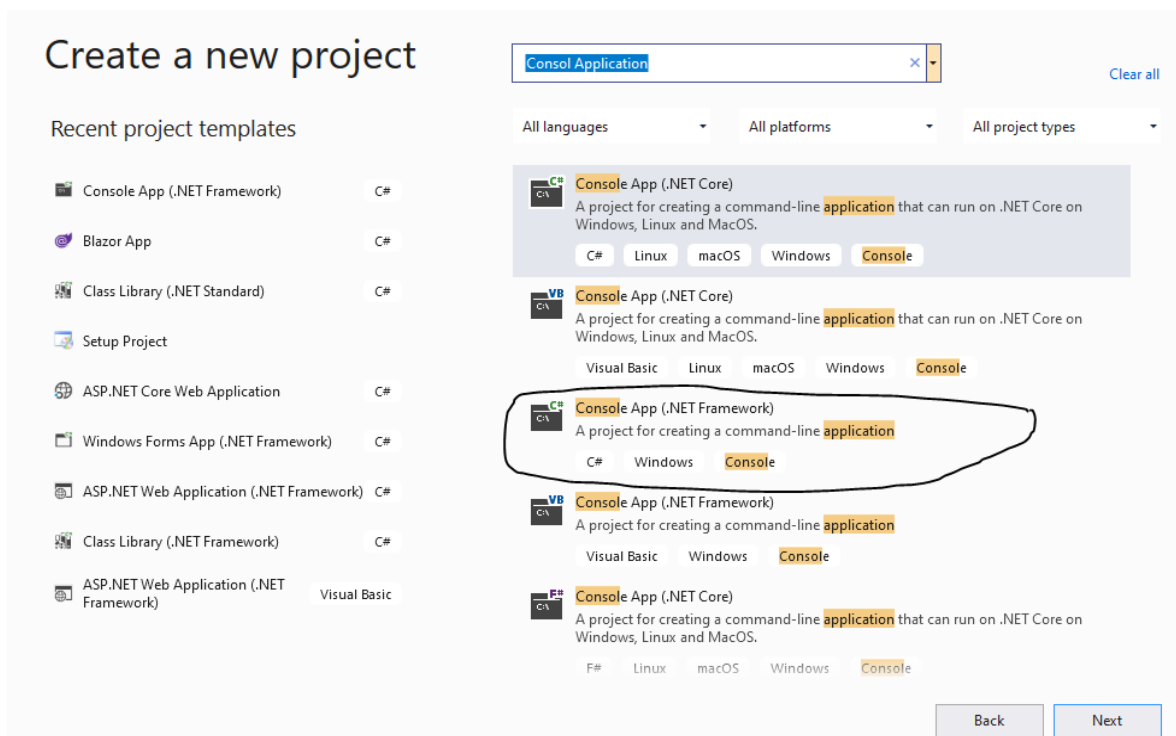 Create a new project
Recent project templates
Console App (.NET Framework) C#
Blazor App C#
Class Library (.NET Standard) C#
Setup Project
ASP.NET Core Web Application C#
Windows Forms App (.NET Framework) C#
ASP.NET Web Application (.NET Framework) C#
Class Library (.NET Framework) C#
ASP.NET Web Application (.NET
Framework) Visual Basic
Consol Application
Clear all
All languages All platforms All project types
C#
C:\
Console App (.NET Core)
A project for creating a command-line application that can run on .NET Core on
Windows, Linux and MacOS.
C# Linux macOS Windows Console
VB
C:\
Console App (.NET Core)
A project for creating a command-line application that can run on .NET Core on
Windows, Linux and MacOS.
Visual Basic Linux macOS Windows Console
C#
C:\
Console App (.NET Framework)
A project for creating a command-line application
C# Windows Console
VB
C:\
Console App (.NET Framework)
A project for creating a command-line application
Visual Basic Windows Console
F#
C:\
Console App (.NET Core)
A project for creating a command-line application that can run on .NET Core on
Windows, Linux and MacOS.
F# Linux macOS Windows Console
Back Next